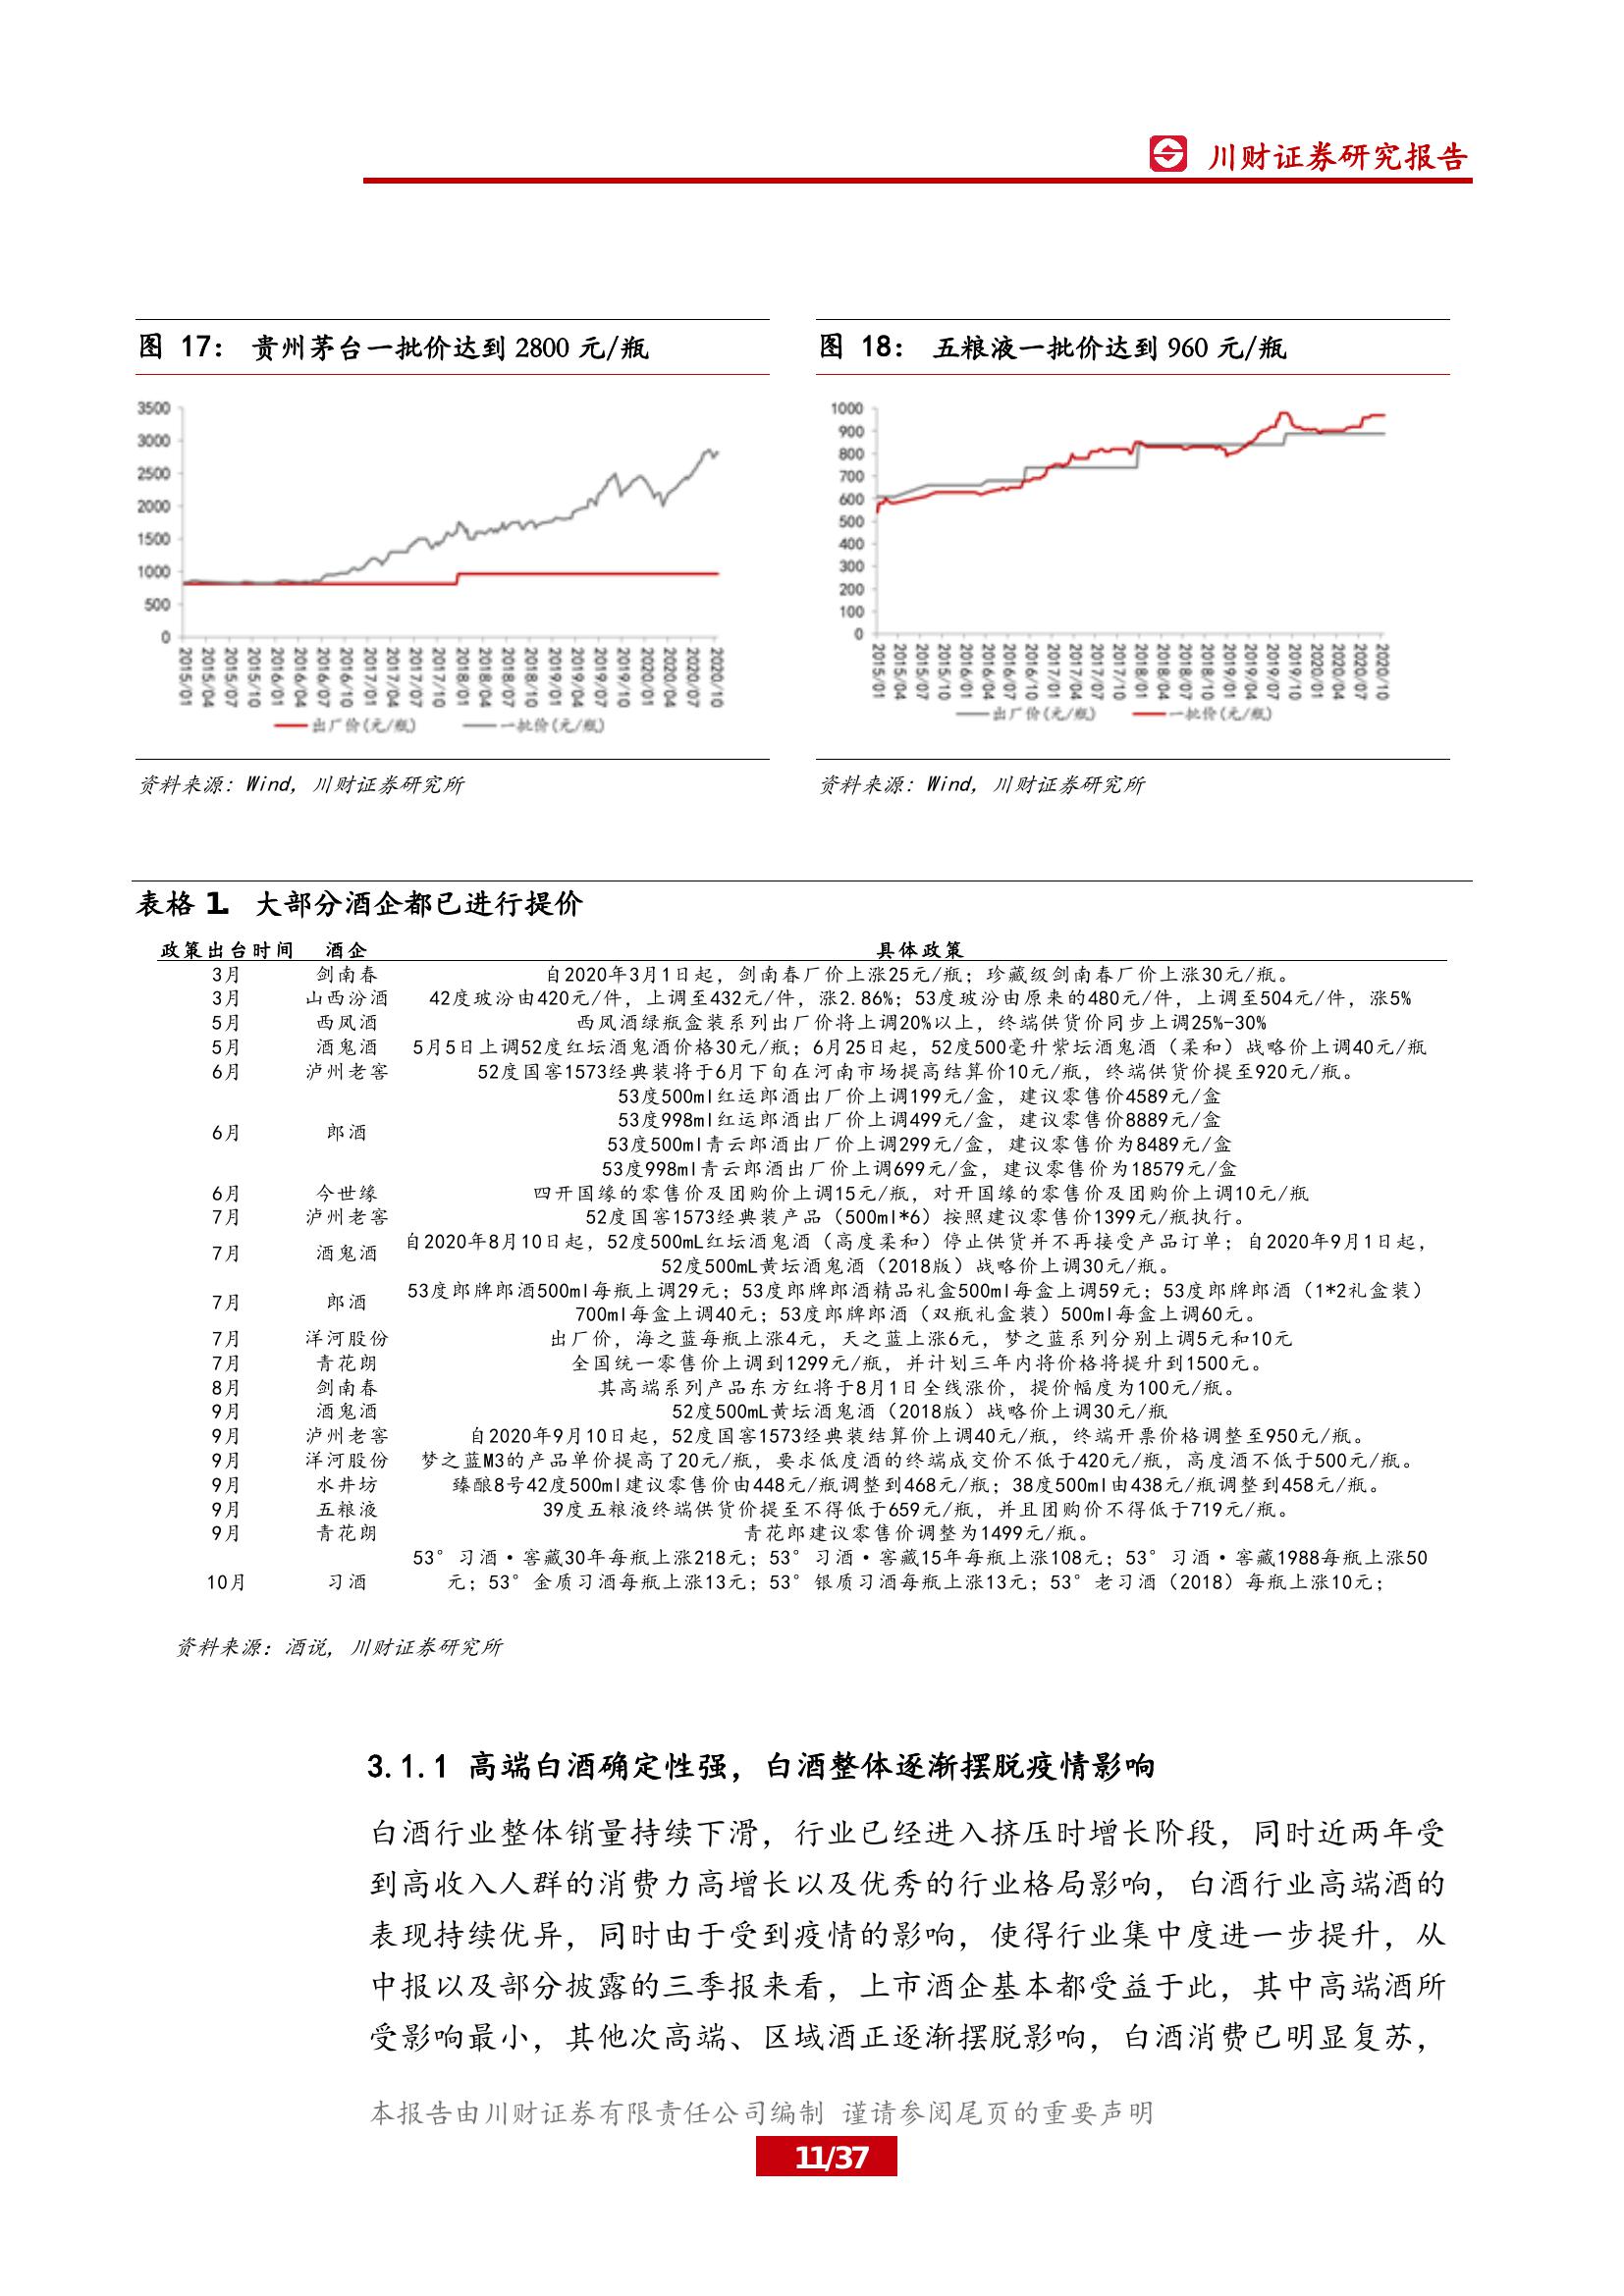 川财证券研究报告
图 17： 贵州茅台一批价达到 2800 元/瓶
3500
3000
2500
2000
1500
1000
500
0
2015/01
2015/04
2015/07
2015/10
2016/01
2016/04
2016/07
2016/10
2017/01
2017/04
2017/07
2017/10
2018/01
2018/04
2018/07
2018/10
2019/01
2019/04
2019/07
2019/10
2020/01
2020/04
2020/07
2020/10
出厂价(元/瓶) 一批价(元/瓶)
资料来源：Wind，川财证券研究所
图 18： 五粮液一批价达到 960 元/瓶
1000
900
800
700
600
500
400
300
200
100
0
2015/01
2015/04
2015/07
2015/10
2016/01
2016/04
2016/07
2016/10
2017/01
2017/04
2017/07
2017/10
2018/01
2018/04
2018/07
2018/10
2019/01
2019/04
2019/07
2019/10
2020/01
2020/04
2020/07
2020/10
出厂价(元/瓶) 一批价(元/瓶)
资料来源：Wind，川财证券研究所
表格 1. 大部分酒企都已进行提价
政策出台时间 酒企 具体政策
3月 剑南春 自2020年3月1日起，剑南春厂价上涨25元/瓶；珍藏级剑南春厂价上涨30元/瓶。
3月 山西汾酒 42度玻汾由420元/件，上调至432元/件，涨2.86%；53度玻汾由原来的480元/件，上调至504元/件，涨5%
5月 西凤酒 西凤酒绿瓶盒装系列出厂价将上调20%以上，终端供货价同步上调25%-30%
5月 酒鬼酒 5月5日上调52度红坛酒鬼酒价格30元/瓶；6月25日起，52度500毫升紫坛酒鬼酒（柔和）战略价上调40元/瓶
6月 泸州老窖 52度国窖1573经典装将于6月下旬在河南市场提高结算价10元/瓶，终端供货价提至920元/瓶。
53度500ml红运郎酒出厂价上调199元/盒，建议零售价4589元/盒
53度998ml红运郎酒出厂价上调499元/盒，建议零售价8889元/盒
6月 郎酒
53度500ml青云郎酒出厂价上调299元/盒，建议零售价为8489元/盒
53度998ml青云郎酒出厂价上调699元/盒，建议零售价为18579元/盒
6月 今世缘 四开国缘的零售价及团购价上调15元/瓶，对开国缘的零售价及团购价上调10元/瓶
7月 泸州老窖 52度国窖1573经典装产品（500ml*6）按照建议零售价1399元/瓶执行。
7月 酒鬼酒 自2020年8月10日起，52度500mL红坛酒鬼酒（高度柔和）停止供货并不再接受产品订单；自2020年9月1日起，
52度500mL黄坛酒鬼酒（2018版）战略价上调30元/瓶。
7月 郎酒 53度郎牌郎酒500ml每瓶上调29元；53度郎牌郎酒精品礼盒500ml每盒上调59元；53度郎牌郎酒（1*2礼盒装）
700ml每盒上调40元；53度郎牌郎酒（双瓶礼盒装）500ml每盒上调60元。
7月 洋河股份 出厂价，海之蓝每瓶上涨4元，天之蓝上涨6元，梦之蓝系列分别上调5元和10元
7月 青花朗 全国统一零售价上调到1299元/瓶，并计划三年内将价格将提升到1500元。
8月 剑南春 其高端系列产品东方红将于8月1日全线涨价，提价幅度为100元/瓶。
9月 酒鬼酒 52度500mL黄坛酒鬼酒（2018版）战略价上调30元/瓶
9月 泸州老窖 自2020年9月10日起，52度国窖1573经典装结算价上调40元/瓶，终端开票价格调整至950元/瓶。
9月 洋河股份 梦之蓝M3的产品单价提高了20元/瓶，要求低度酒的终端成交价不低于420元/瓶，高度酒不低于500元/瓶。
9月 水井坊 臻酿8号42度500ml建议零售价由448元/瓶调整到468元/瓶；38度500ml由438元/瓶调整到458元/瓶。
9月 五粮液 39度五粮液终端供货价提至不得低于659元/瓶，并且团购价不得低于719元/瓶。
9月 青花朗 青花郎建议零售价调整为1499元/瓶。
53°习酒·窖藏30年每瓶上涨218元；53°习酒·窖藏15年每瓶上涨108元；53°习酒·窖藏1988每瓶上涨50
10月 习酒 元；53°金质习酒每瓶上涨13元；53°银质习酒每瓶上涨13元；53°老习酒（2018）每瓶上涨10元；
资料来源：酒说，川财证券研究所
3.1.1 高端白酒确定性强，白酒整体逐渐摆脱疫情影响
白酒行业整体销量持续下滑，行业已经进入挤压时增长阶段，同时近两年受
到高收入人群的消费力高增长以及优秀的行业格局影响，白酒行业高端酒的
表现持续优异，同时由于受到疫情的影响，使得行业集中度进一步提升，从
中报以及部分披露的三季报来看，上市酒企基本都受益于此，其中高端酒所
受影响最小，其他次高端、区域酒正逐渐摆脱影响，白酒消费已明显复苏，
本报告由川财证券有限责任公司编制 谨请参阅尾页的重要声明
11/37